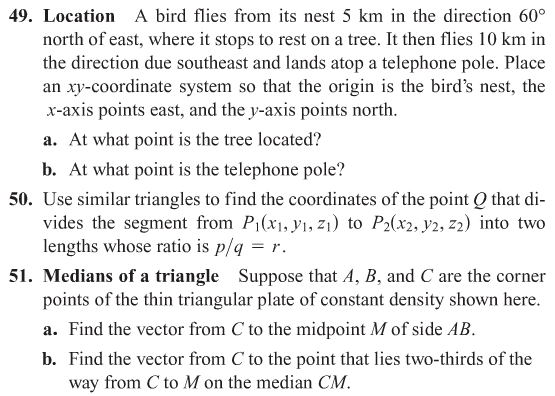 49. Location A bird flies from its nest 5 km in the direction 60°
north of east, where it stops to rest on a tree. It then flies 10 km in
the direction due southeast and lands atop a telephone pole. Place
an xy-coordinate system so that the origin is the bird's nest, the
x-axis points east, and the y-axis points north.
a. At what point is the tree located?
b. At what point is the telephone pole?
50. Use similar triangles to find the coordinates of the point Q that di-
vides the segment from P₁(x₁, y₁, z₁) to P₂(x₂, y₂, z₂) into two
lengths whose ratio is p/q = r.
51. Medians of a triangle Suppose that A, B, and C are the corner
points of the thin triangular plate of constant density shown here.
a. Find the vector from C to the midpoint M of side AB.
b. Find the vector from C to the point that lies two-thirds of the
way from C to M on the median CM.